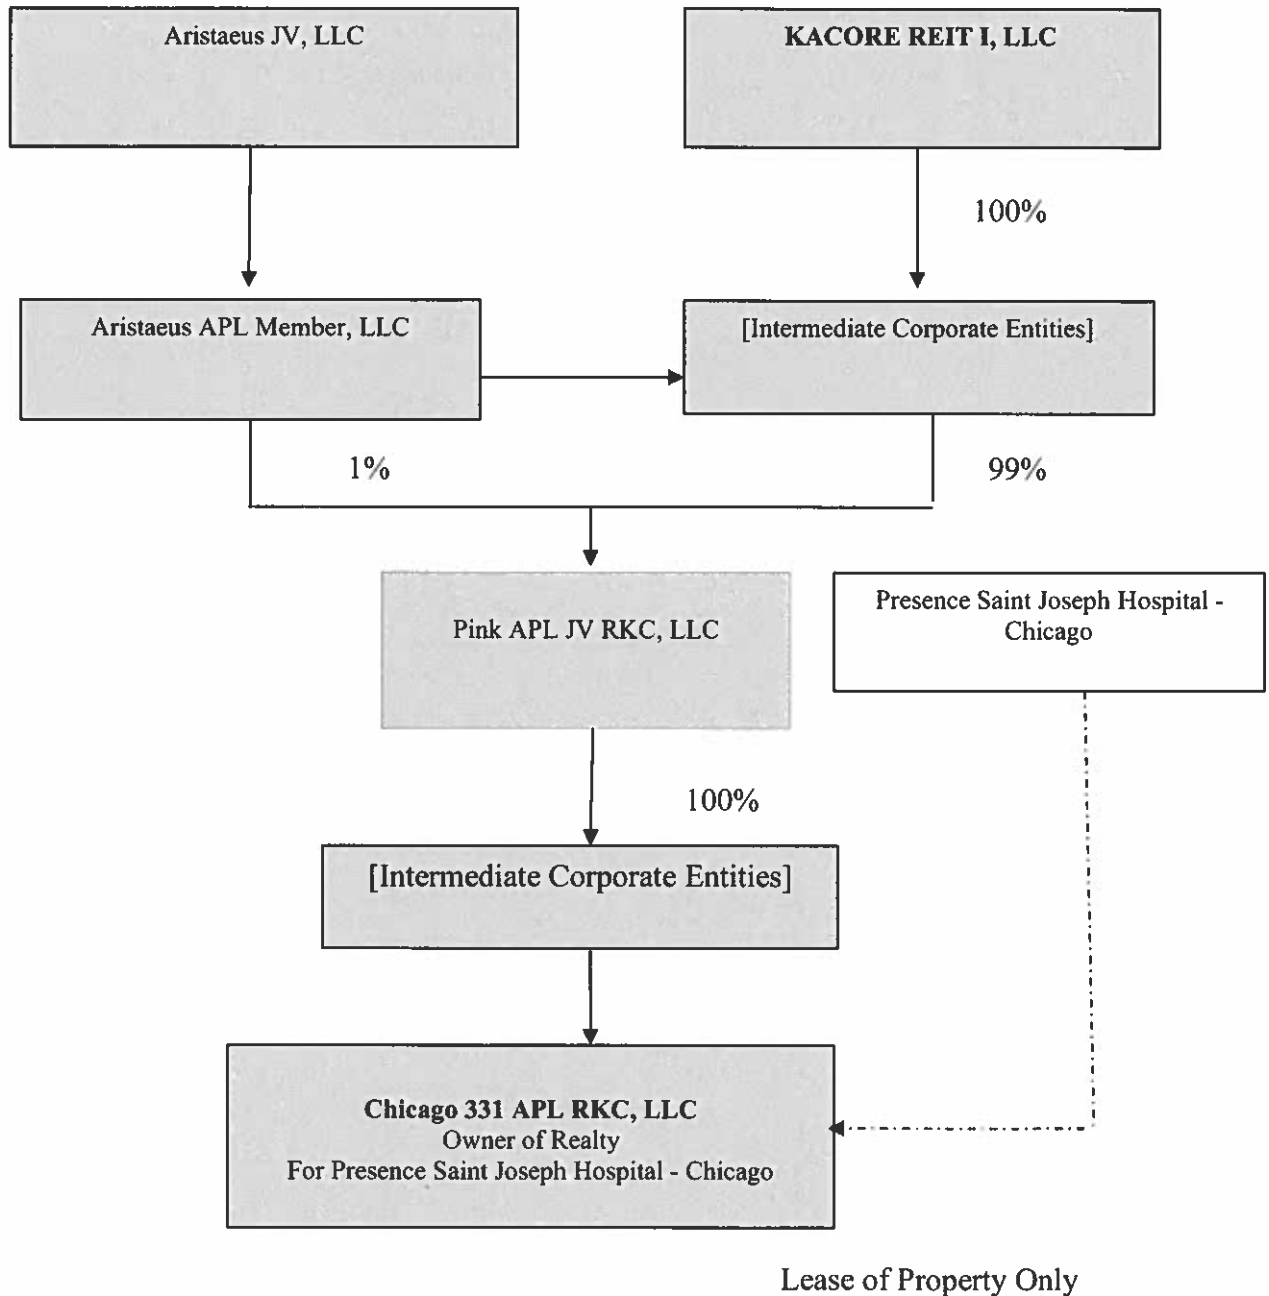 Aristaeus JV, LLC
KACORE REIT I, LLC
100%
Aristaeus APL Member, LLC
[Intermediate Corporate Entities]
1%
99%
Pink APL JV RKC, LLC
Presence Saint Joseph Hospital -
Chicago
100%
[Intermediate Corporate Entities]
Chicago 331 APL RKC, LLC
Owner of Realty
For Presence Saint Joseph Hospital - Chicago
Lease of Property Only